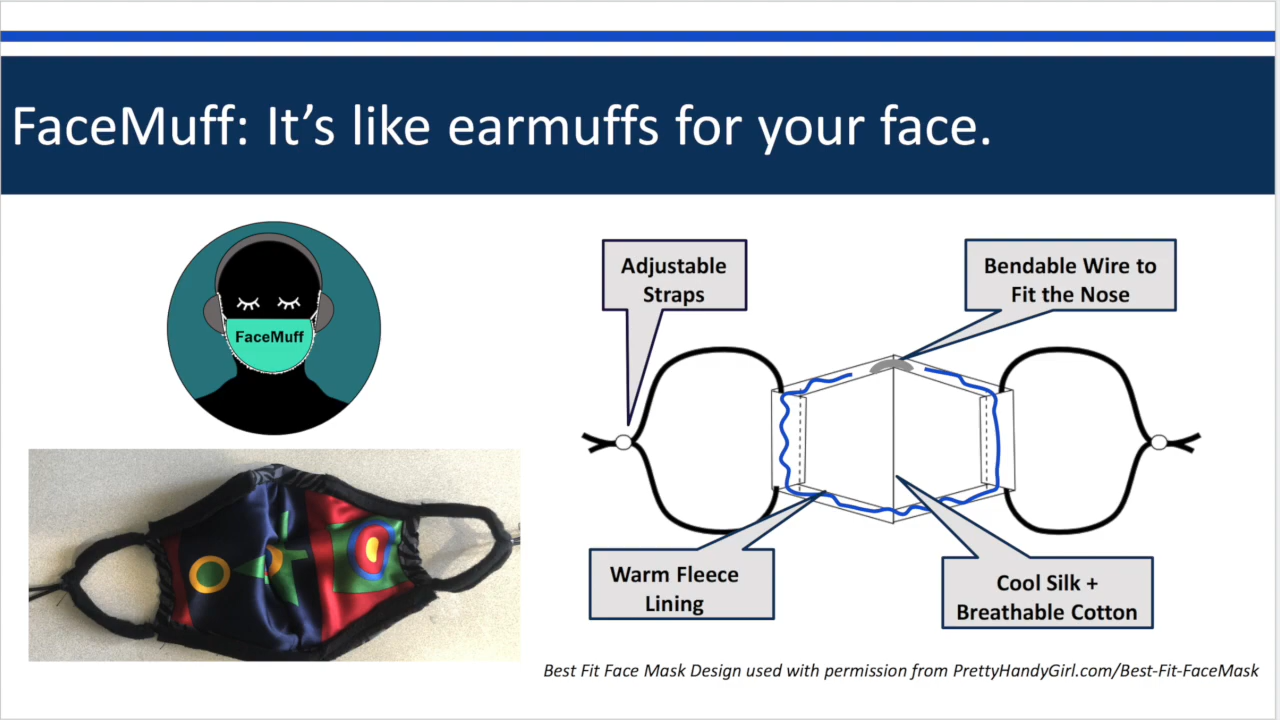 FaceMuff: It’s like earmuffs for your face.
FaceMuff
Adjustable
Straps
Bendable Wire to
Fit the Nose
Warm Fleece
Lining
Cool Silk +
Breathable Cotton
Best Fit Face Mask Design used with permission from PrettyHandyGirl.com/Best-Fit-FaceMask